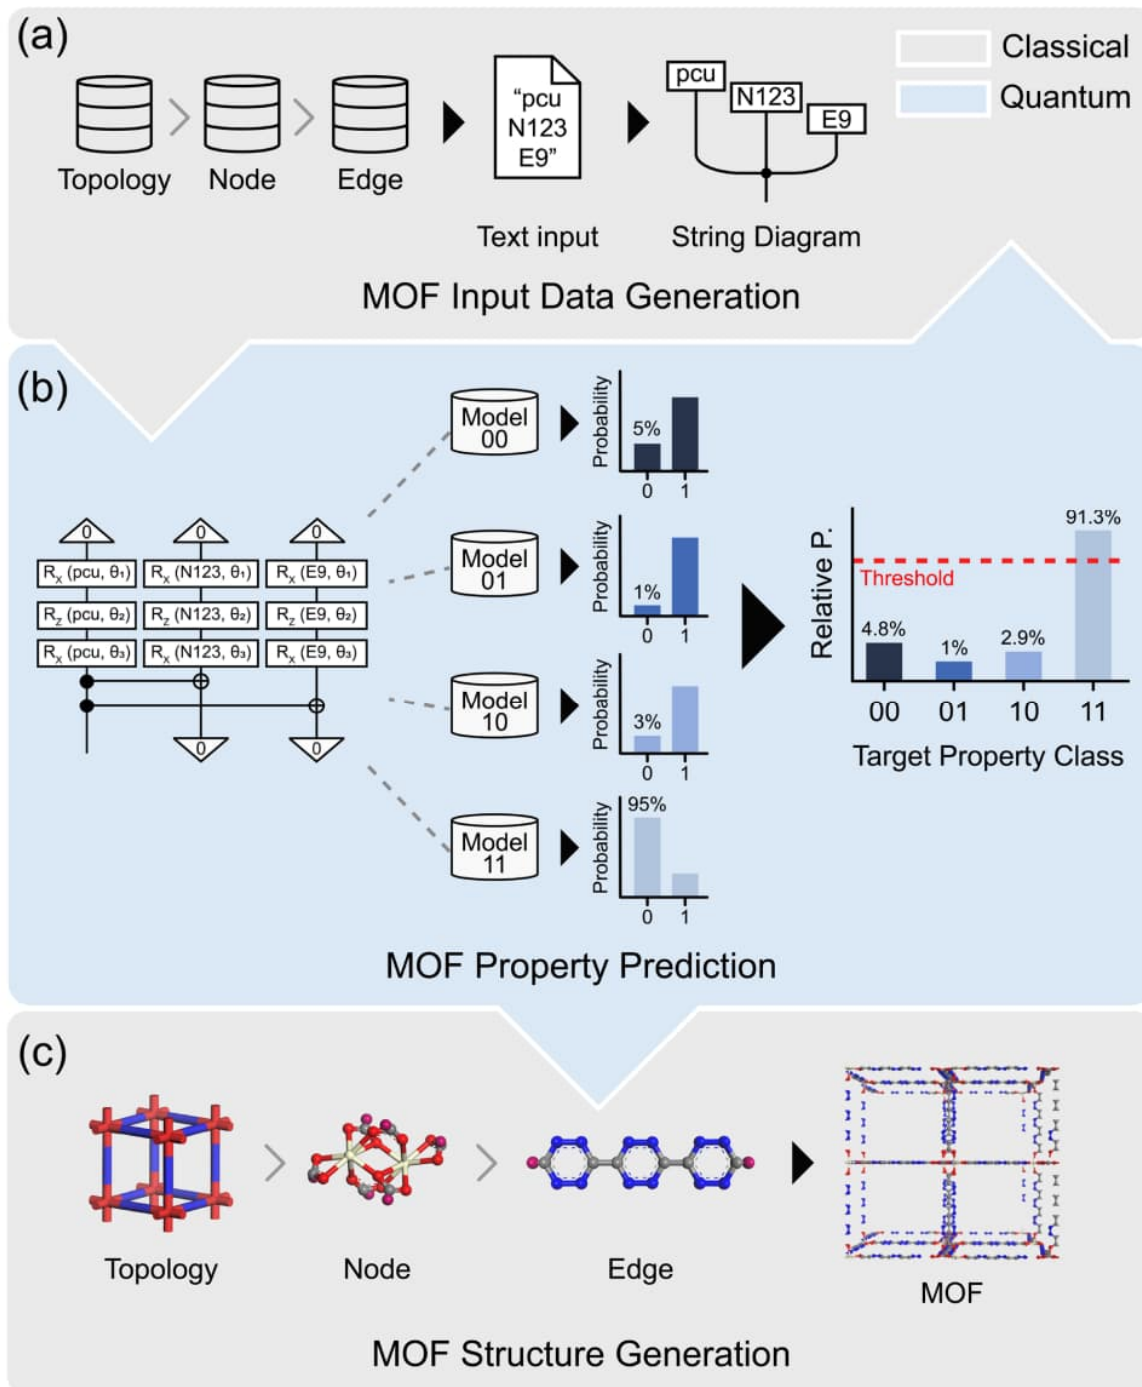 (a)
Classical
Quantum
Topology
Node
Edge
“pcu
N123
E9”
Text input
pcu
N123
E9
String Diagram
MOF Input Data Generation
(b)
0
0
0
Rₓ (pcu, θ₁)
Rₓ (N123, θ₁)
Rₓ (E9, θ₁)
R_z (pcu, θ₂)
R_z (N123, θ₂)
R_z (E9, θ₂)
Rₓ (pcu, θ₃)
Rₓ (N123, θ₃)
Rₓ (E9, θ₃)
0
0
Model
00
Probability
5%
0 1
Model
01
Probability
1%
0 1
Model
10
Probability
3%
0 1
Model
11
Probability
95%
0 1
Relative P.
Threshold
4.8%
1%
2.9%
91.3%
00 01 10 11
Target Property Class
MOF Property Prediction
(c)
Topology
Node
Edge
MOF
MOF Structure Generation